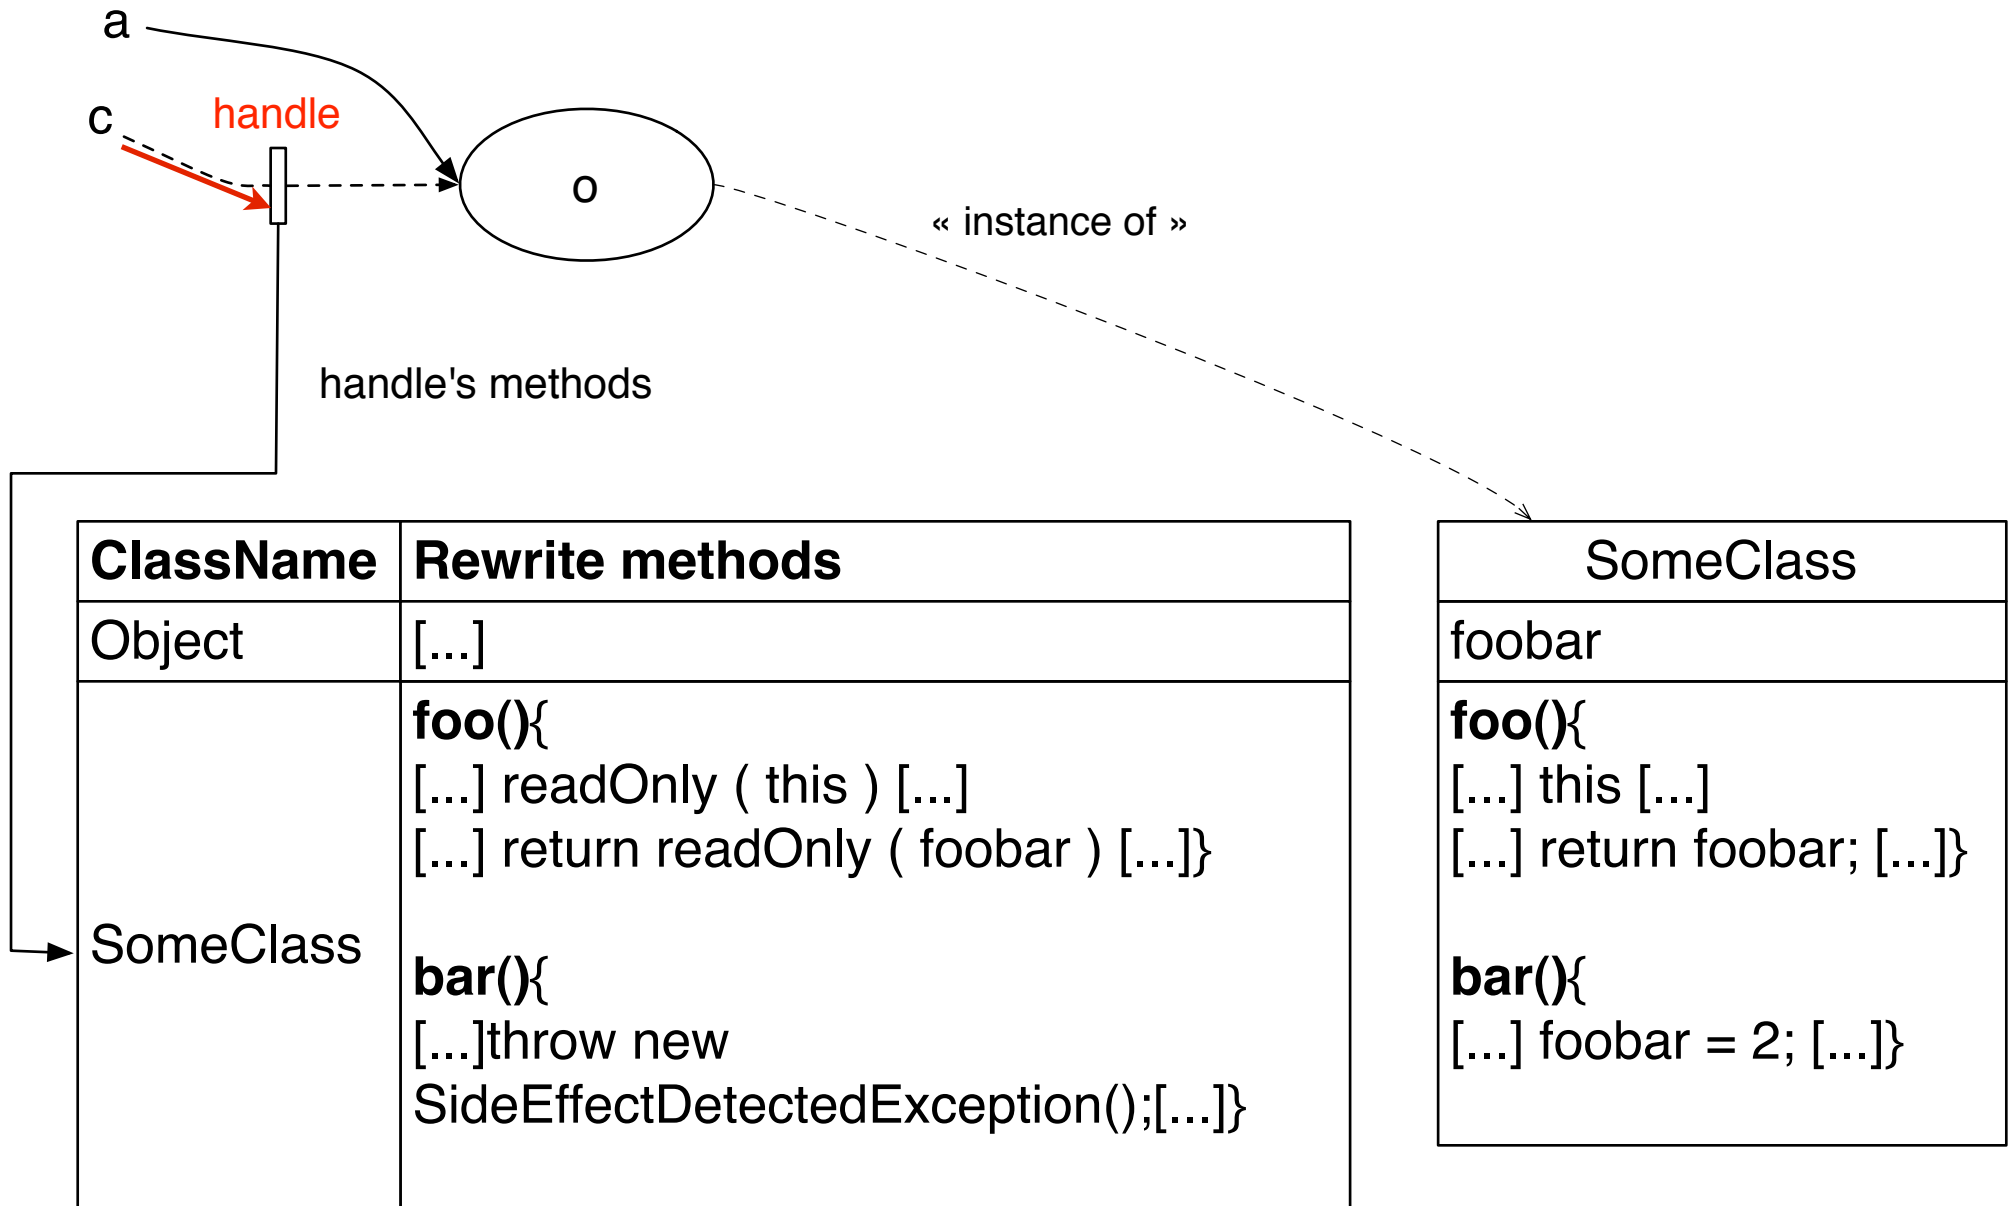 a
c
handle
o
« instance of »
handle's methods
ClassName
Rewrite methods
Object
[...]
SomeClass
foo(){
[...] readOnly ( this ) [...]
[...] return readOnly ( foobar ) [...]}
bar(){
[...]throw new
SideEffectDetectedException();[...]}
SomeClass
foobar
foo(){
[...] this [...]
[...] return foobar; [...]}
bar(){
[...] foobar = 2; [...]}